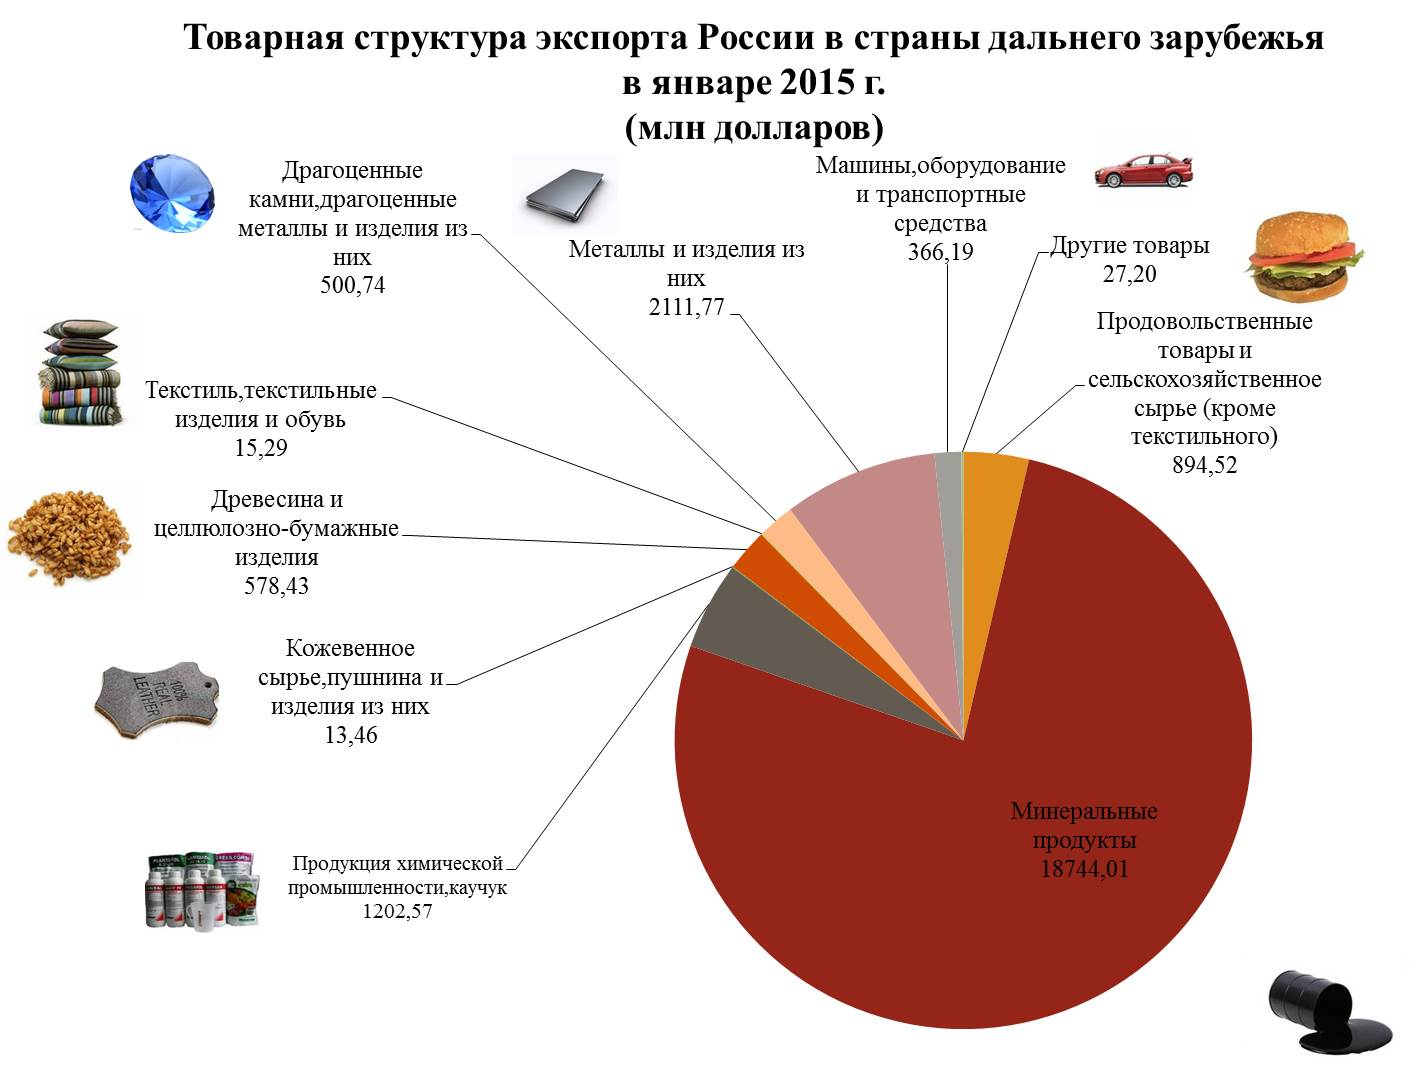 Товарная структура экспорта России в страны дальнего зарубежья
в январе 2015 г.
(млн долларов)
Драгоценные
камни,драгоценные
металлы и изделия из
них
500,74
Металлы и изделия из
них
2111,77
Машины,оборудование
и транспортные
средства
366,19
Другие товары
27,20
Продовольственные
товары и
сельскохозяйственное
сырье (кроме
текстильного)
894,52
Текстиль,текстильные
изделия и обувь
15,29
Древесина и
целлюлозно-бумажные
изделия
578,43
Кожевенное
сырье,пушнина и
изделия из них
13,46
100%
REAL
LEATHER
Продукция химической
промышленности,каучук
1202,57
Минеральные
продукты
18744,01